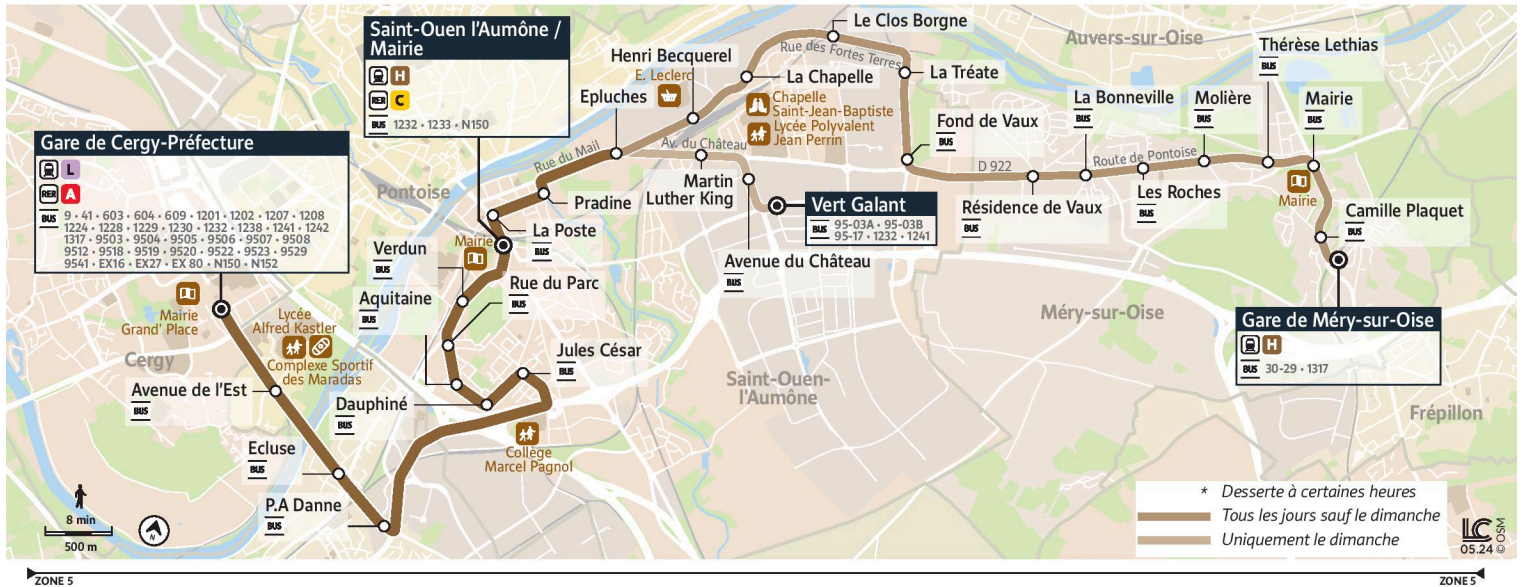 Saint-Ouen l'Aumône /
Mairie
H
RER C
BUS 1232 • 1233 • N150
Gare de Cergy-Préfecture
L
RER A
BUS 9 • 41 • 603 • 604 • 609 • 1201 • 1202 • 1207 • 1208
1224 • 1228 • 1229 • 1230 • 1232 • 1238 • 1241 • 1242
1317 • 9503 • 9504 • 9505 • 9506 • 9507 • 9508
9512 • 9518 • 9519 • 9520 • 9522 • 9523 • 9529
9541 • EX16 • EX27 • EX 80 • N150 • N152
Mairie
Grand' Place
Cergy
Lycée
Alfred Kastler
Complexe Sportif
des Maradas
Avenue de l'Est
BUS
Ecluse
BUS
P.A Danne
BUS
Collège
Marcel Pagnol
Jules César
BUS
Dauphiné
BUS
Aquitaine
BUS
Rue du Parc
BUS
Verdun
BUS
Mairie
Pontoise
La Poste
BUS
Pradine
Rue du Mail
Epluches
Henri Becquerel
E. Leclerc
La Chapelle
Chapelle
Saint-Jean-Baptiste
Lycée Polyvalent
Jean Perrin
Le Clos Borgne
Rue des Fortes Terres
La Tréate
Fond de Vaux
BUS
D 922
Résidence de Vaux
BUS
La Bonneville
BUS
Route de Pontoise
Les Roches
BUS
Molière
BUS
Thérèse Lethias
BUS
Mairie
BUS
Mairie
Camille Plaquet
BUS
Gare de Méry-sur-Oise
H
BUS 30-29 • 1317
Av. du Château
Martin
Luther King
Avenue du Château
BUS
Vert Galant
BUS 95-03A • 95-03B
95-17 • 1232 • 1241
Auvers-sur-Oise
Méry-sur-Oise
Saint-Ouen-
l'Aumône
Frépillon
8 min
500 m
N
* Desserte à certaines heures
Tous les jours sauf le dimanche
Uniquement le dimanche
LC
05.24
© OSM
ZONE 5
ZONE 5